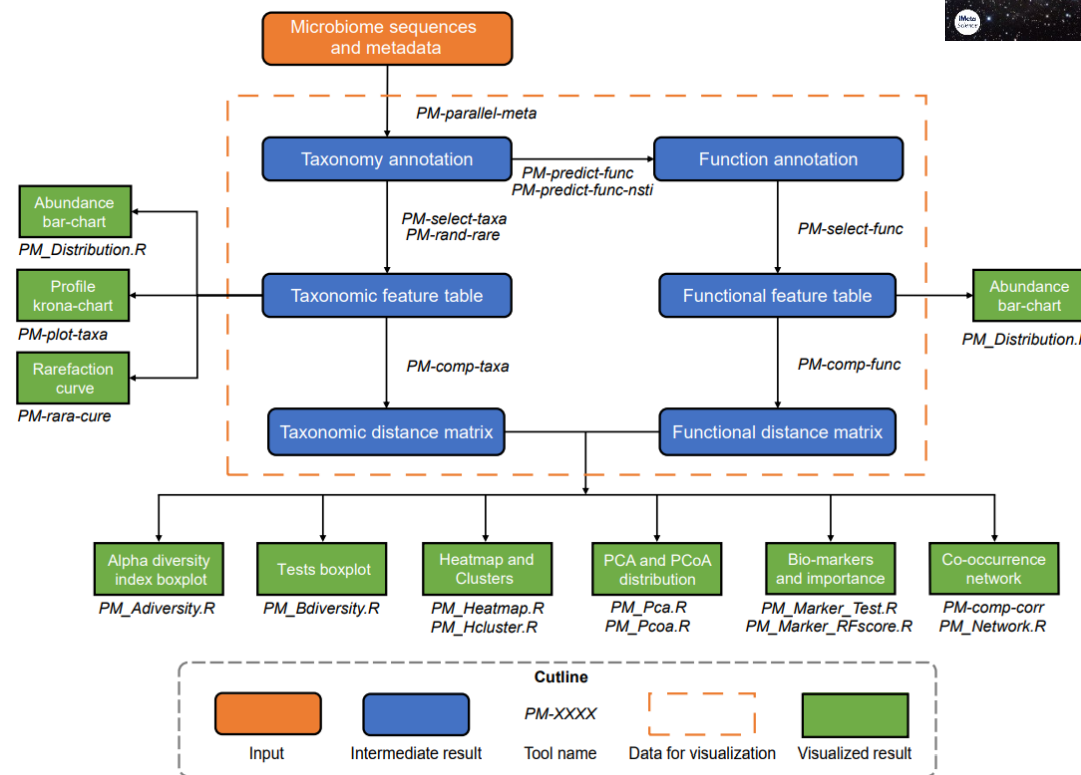 iMeta
Science
Microbiome sequences
and metadata
PM-parallel-meta
Taxonomy annotation
Function annotation
PM-predict-func
PM-predict-func-nsti
Abundance
bar-chart
PM_Distribution.R
PM-select-taxa
PM-rand-rare
PM-select-func
Profile
krona-chart
PM-plot-taxa
Taxonomic feature table
Functional feature table
Abundance
bar-chart
PM_Distribution.
Rarefaction
curve
PM-rara-cure
PM-comp-taxa
PM-comp-func
Taxonomic distance matrix
Functional distance matrix
Alpha diversity
index boxplot
PM_Adiversity.R
Tests boxplot
PM_Bdiversity.R
Heatmap and
Clusters
PM_Heatmap.R
PM_Hcluster.R
PCA and PCoA
distribution
PM_Pca.R
PM_Pcoa.R
Bio-markers
and importance
PM_Marker_Test.R
PM_Marker_RFscore.R
Co-occurrence
network
PM-comp-corr
PM_Network.R
Cutline
PM-XXXX
Input
Intermediate result
Tool name
Data for visualization
Visualized result